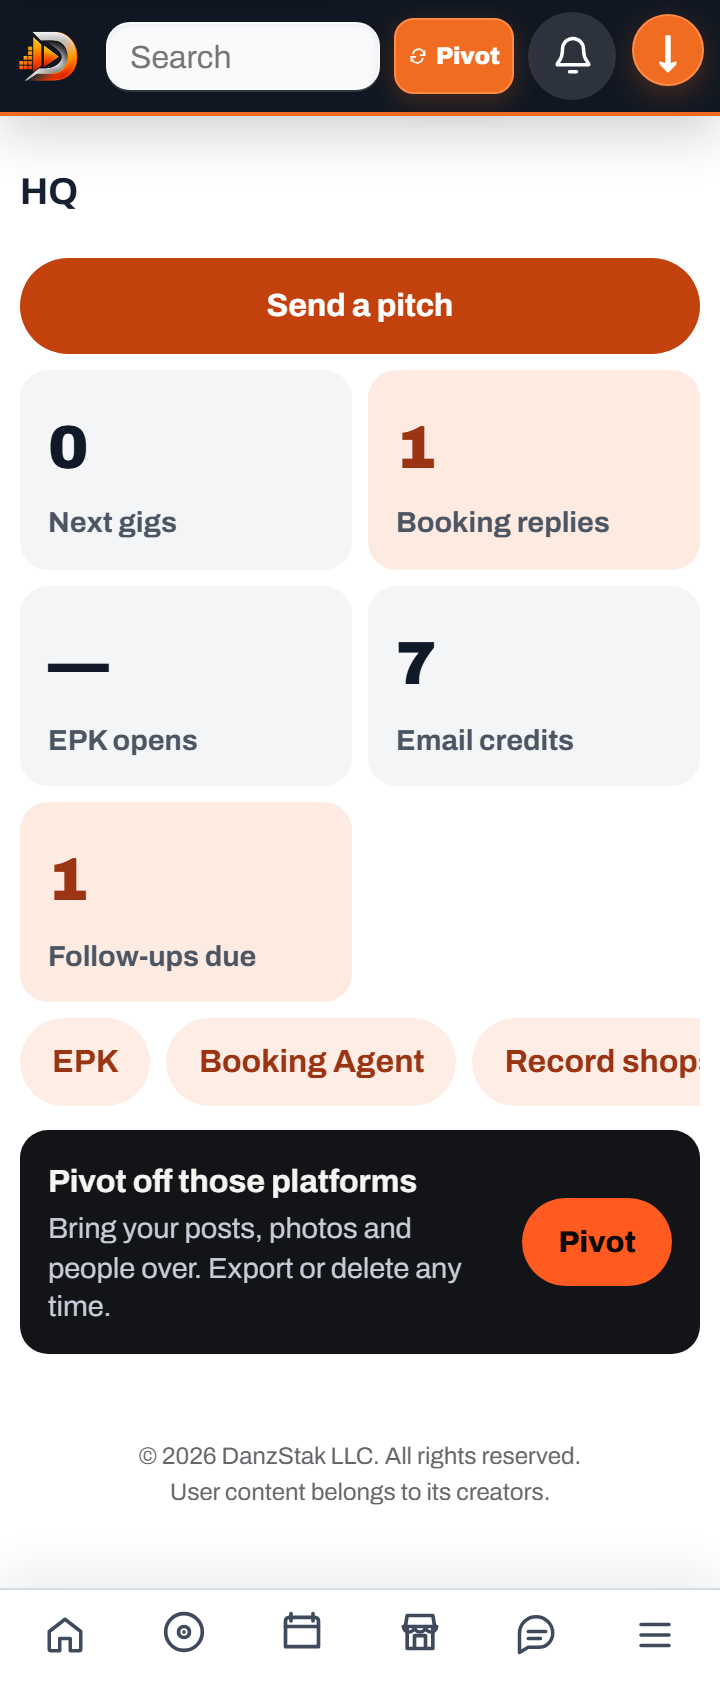 Search
Pivot
HQ
Send a pitch
0
Next gigs
1
Booking replies
—
EPK opens
7
Email credits
1
Follow-ups due
EPK
Booking Agent
Record shops
Pivot off those platforms
Bring your posts, photos and
people over. Export or delete any
time.
Pivot
© 2026 DanzStak LLC. All rights reserved.
User content belongs to its creators.